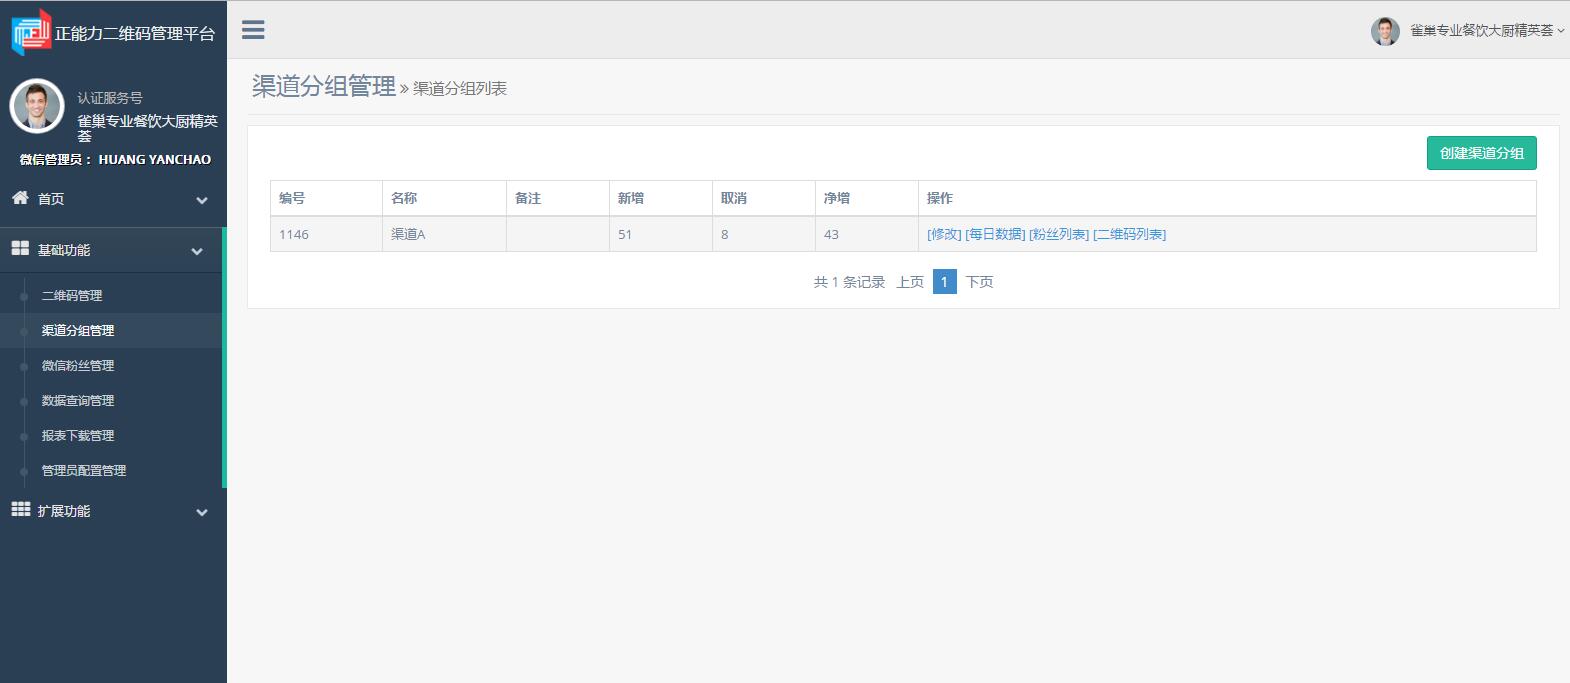 正能力二维码管理平台
认证服务号
雀巢专业餐饮大厨精英
荟
微信管理员： HUANG YANCHAO
首页
基础功能
二维码管理
渠道分组管理
微信粉丝管理
数据查询管理
报表下载管理
管理员配置管理
扩展功能
雀巢专业餐饮大厨精英荟
渠道分组管理 » 渠道分组列表
创建渠道分组
编号 名称 备注 新增 取消 净增 操作
1146 渠道A 51 8 43 [修改] [每日数据] [粉丝列表] [二维码列表]
共 1 条记录 上页 1 下页